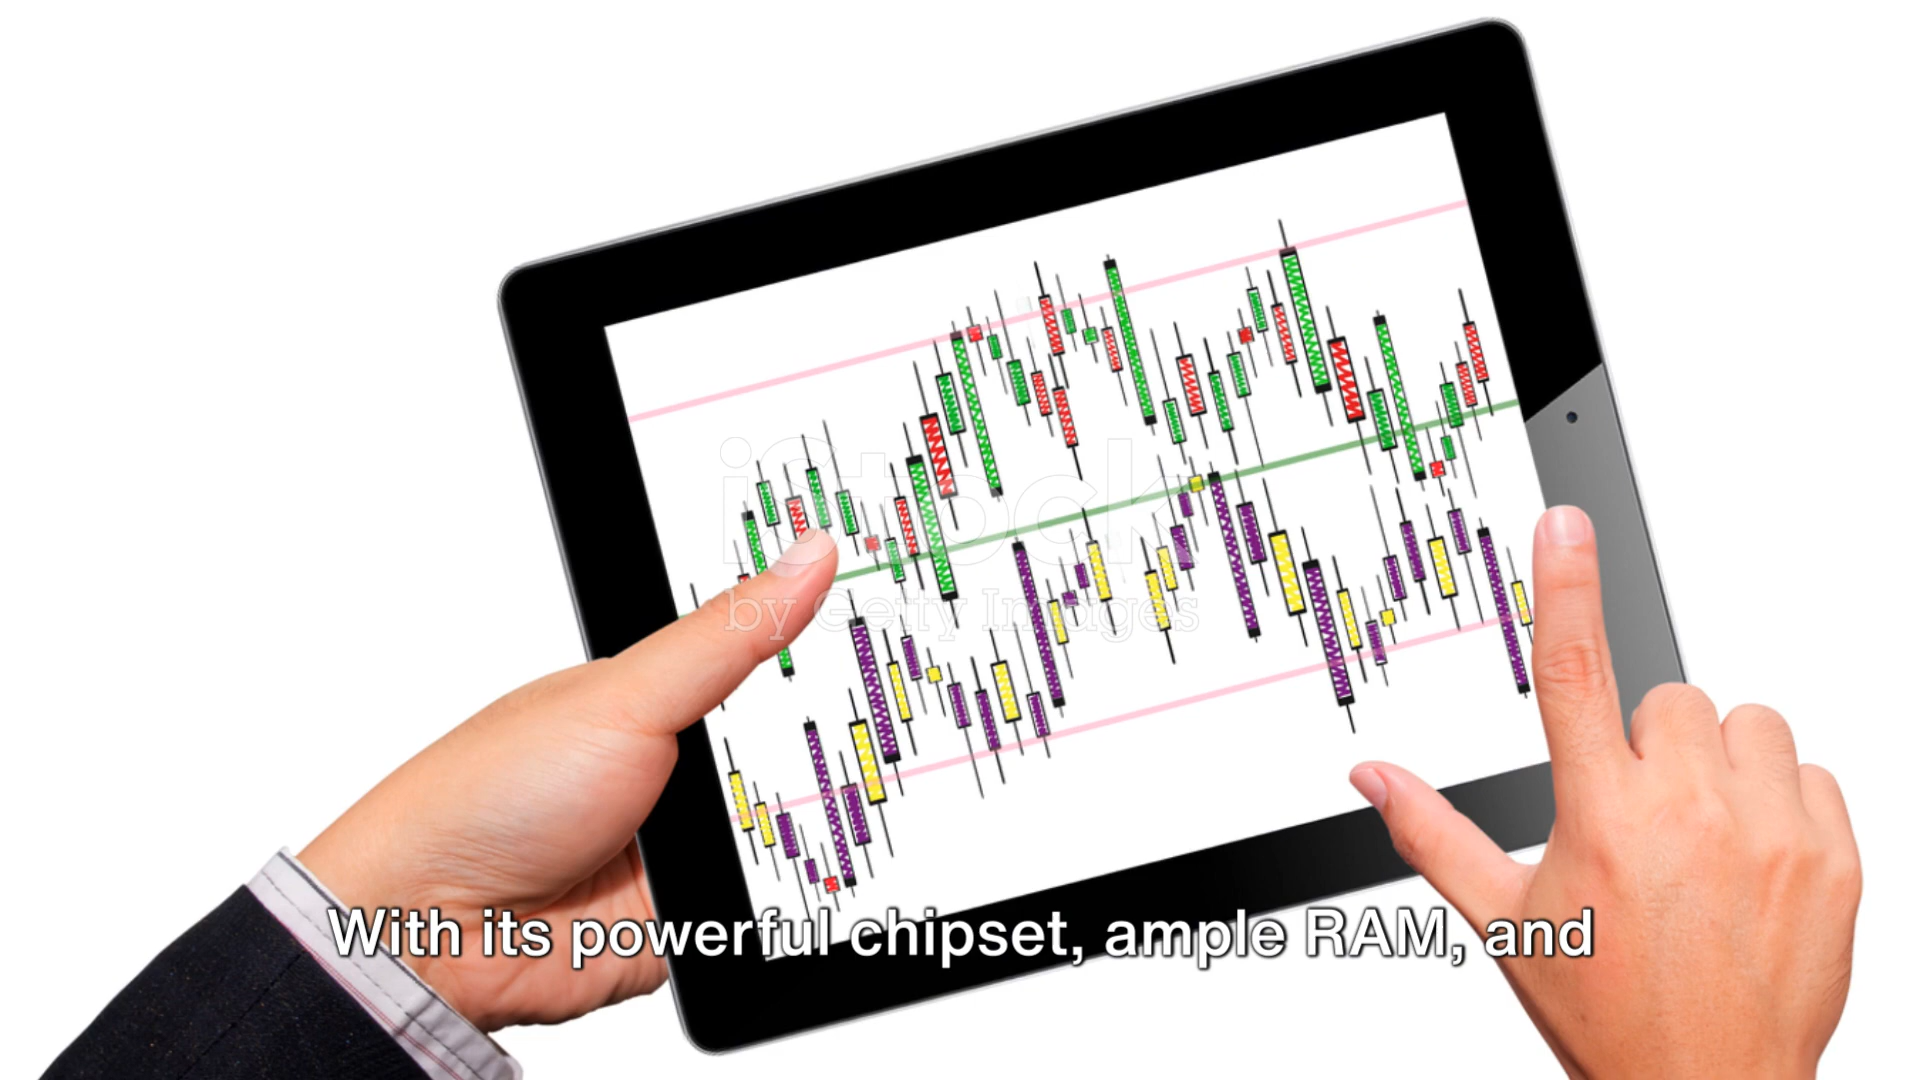 iStock
by Getty Images
With its powerful chipset, ample RAM, and